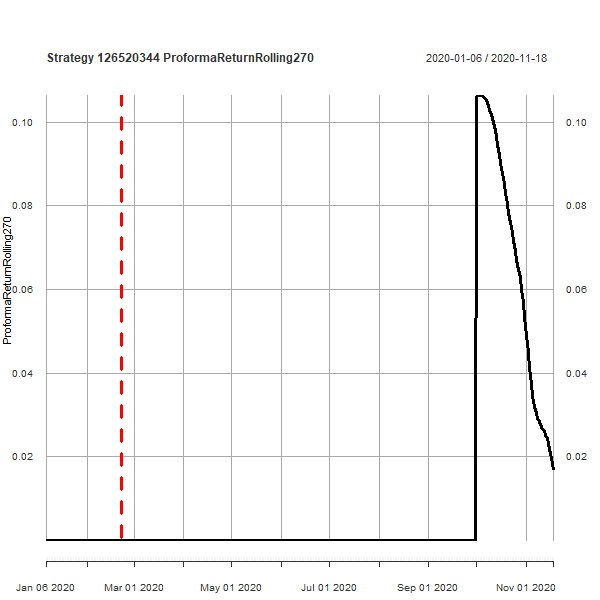 Strategy 126520344 ProformaReturnRolling270
2020-01-06 / 2020-11-18
ProformaReturnRolling270
0.10
0.08
0.06
0.04
0.02
0.10
0.08
0.06
0.04
0.02
Jan 06 2020
Mar 01 2020
May 01 2020
Jul 01 2020
Sep 01 2020
Nov 01 2020